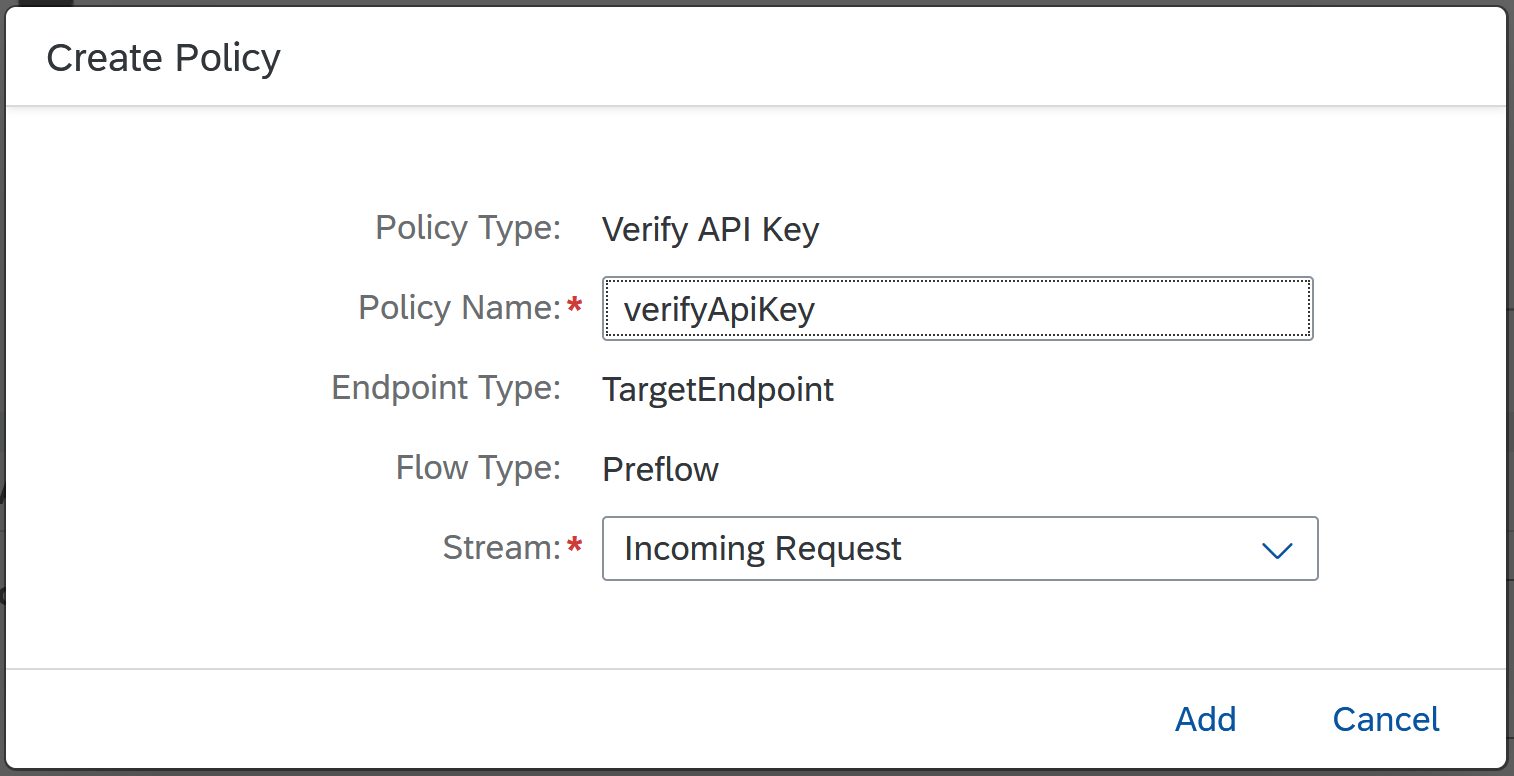 Create Policy
Policy Type: Verify API Key
Policy Name:* verifyApiKey
Endpoint Type: TargetEndpoint
Flow Type: Preflow
Stream:* Incoming Request
Add Cancel